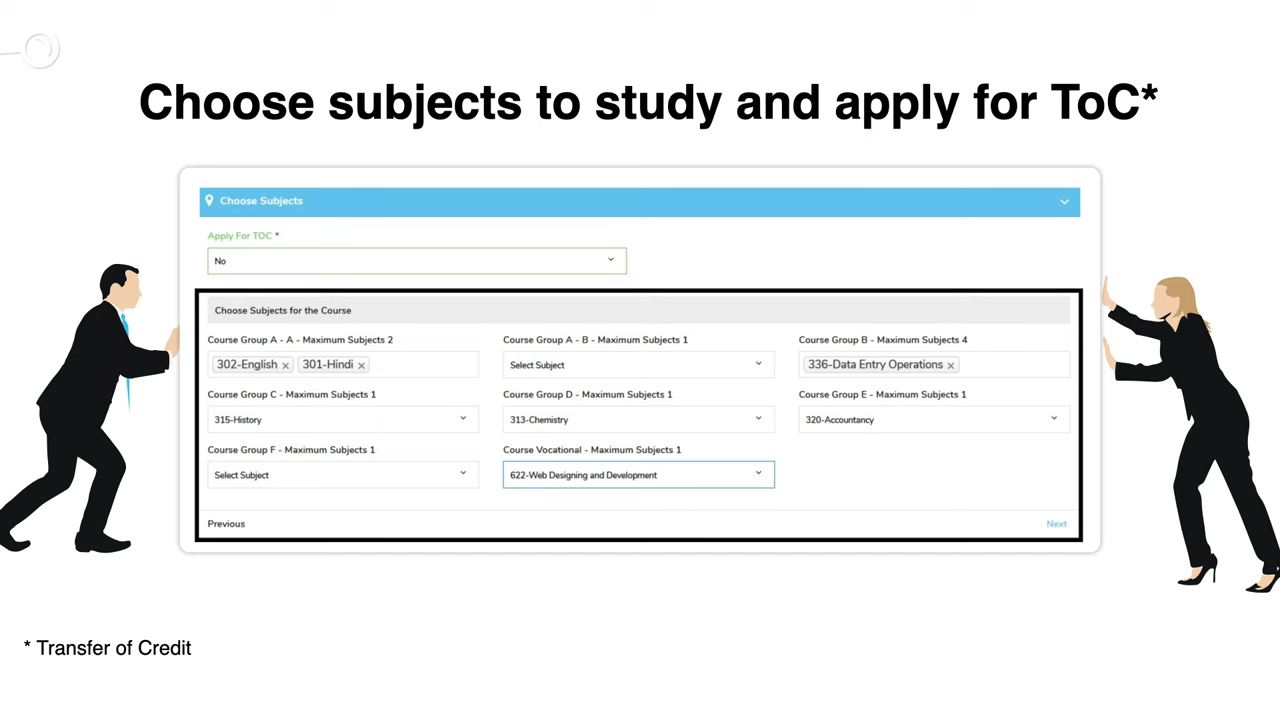 Choose subjects to study and apply for ToC*
Choose Subjects
Apply For TOC *
No
Choose Subjects for the Course
Course Group A - A - Maximum Subjects 2
302-English × 301-Hindi ×
Course Group A - B - Maximum Subjects 1
Select Subject
Course Group B - Maximum Subjects 4
336-Data Entry Operations ×
Course Group C - Maximum Subjects 1
315-History
Course Group D - Maximum Subjects 1
313-Chemistry
Course Group E - Maximum Subjects 1
320-Accountancy
Course Group F - Maximum Subjects 1
Select Subject
Course Vocational - Maximum Subjects 1
622-Web Designing and Development
Previous
Next
* Transfer of Credit